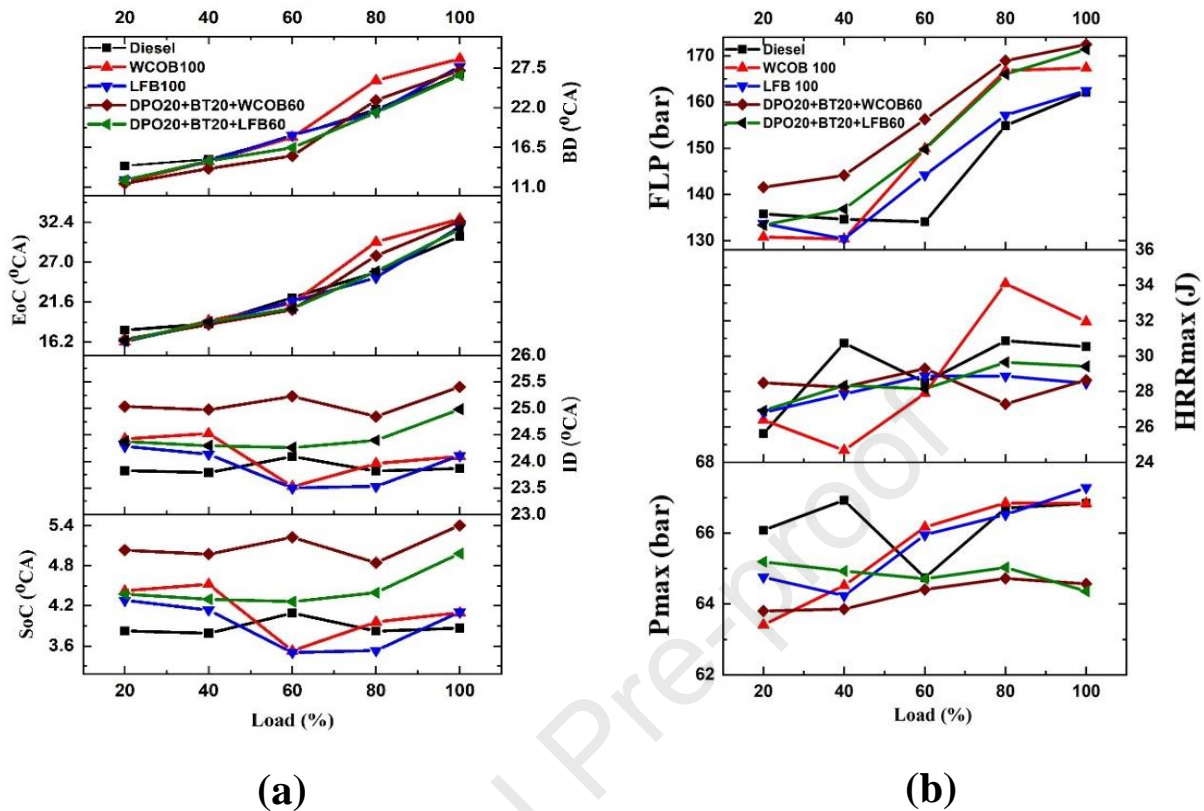 20 40 60 80 100
Diesel
WCOB100
LFB100
DPO20+BT20+WCOB60
DPO20+BT20+LFB60
27.5
22.0
16.5
11.0
BD (⁰CA)
32.4
27.0
21.6
16.2
EoC (⁰CA)
26.0
25.5
25.0
24.5
24.0
23.5
23.0
ID (⁰CA)
5.4
4.8
4.2
3.6
SoC (⁰CA)
20 40 60 80 100
Load (%)
(a)
20 40 60 80 100
Diesel
WCOB 100
LFB 100
DPO20+BT20+WCOB60
DPO20+BT20+LFB60
170
160
150
140
130
FLP (bar)
36
34
32
30
28
26
24
HRRmax (J)
68
66
64
62
Pmax (bar)
20 40 60 80 100
Load (%)
(b)
l Pre-proof